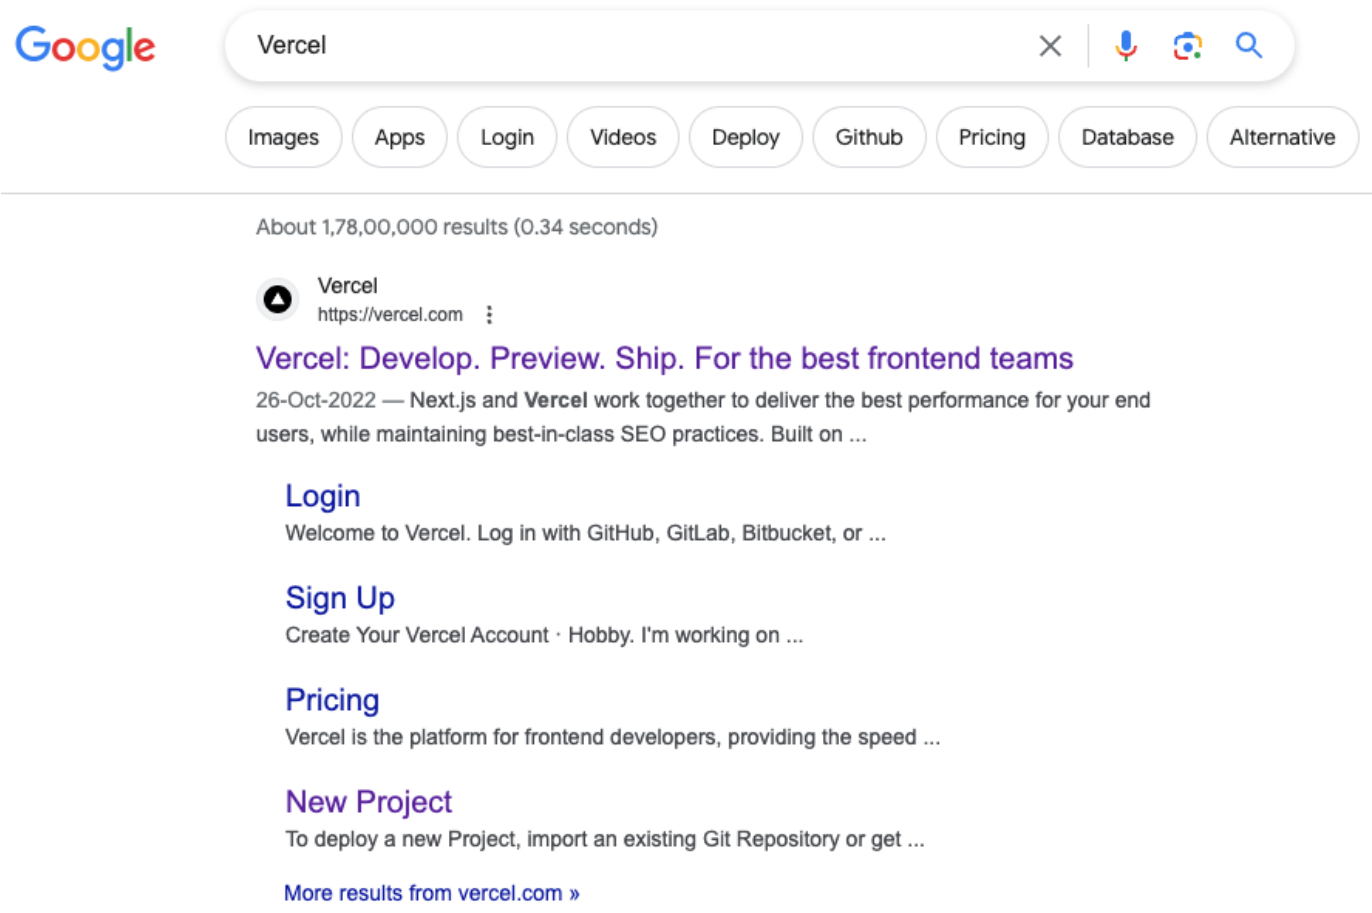 Google
Vercel
Images Apps Login Videos Deploy Github Pricing Database Alternative
About 1,78,00,000 results (0.34 seconds)
Vercel
https://vercel.com
Vercel: Develop. Preview. Ship. For the best frontend teams
26-Oct-2022 — Next.js and Vercel work together to deliver the best performance for your end
users, while maintaining best-in-class SEO practices. Built on ...
Login
Welcome to Vercel. Log in with GitHub, GitLab, Bitbucket, or ...
Sign Up
Create Your Vercel Account · Hobby. I'm working on ...
Pricing
Vercel is the platform for frontend developers, providing the speed ...
New Project
To deploy a new Project, import an existing Git Repository or get ...
More results from vercel.com »